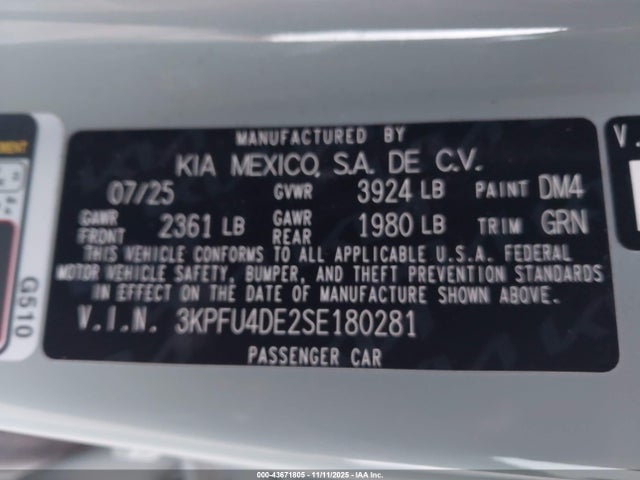 MANUFACTURED BY
KIA MEXICO, S.A. DE C.V.
07/25 GVWR 3924 LB PAINT DM4
GAWR FRONT 2361 LB GAWR REAR 1980 LB TRIM GRN
THIS VEHICLE CONFORMS TO ALL APPLICABLE U.S.A. FEDERAL
MOTOR VEHICLE SAFETY, BUMPER, AND THEFT PREVENTION STANDARDS
IN EFFECT ON THE DATE OF MANUFACTURE SHOWN ABOVE.
V.I.N. 3KPFU4DE2SE180281
PASSENGER CAR
G510
V.
000-43671805 - 11/11/2025 - IAA Inc.